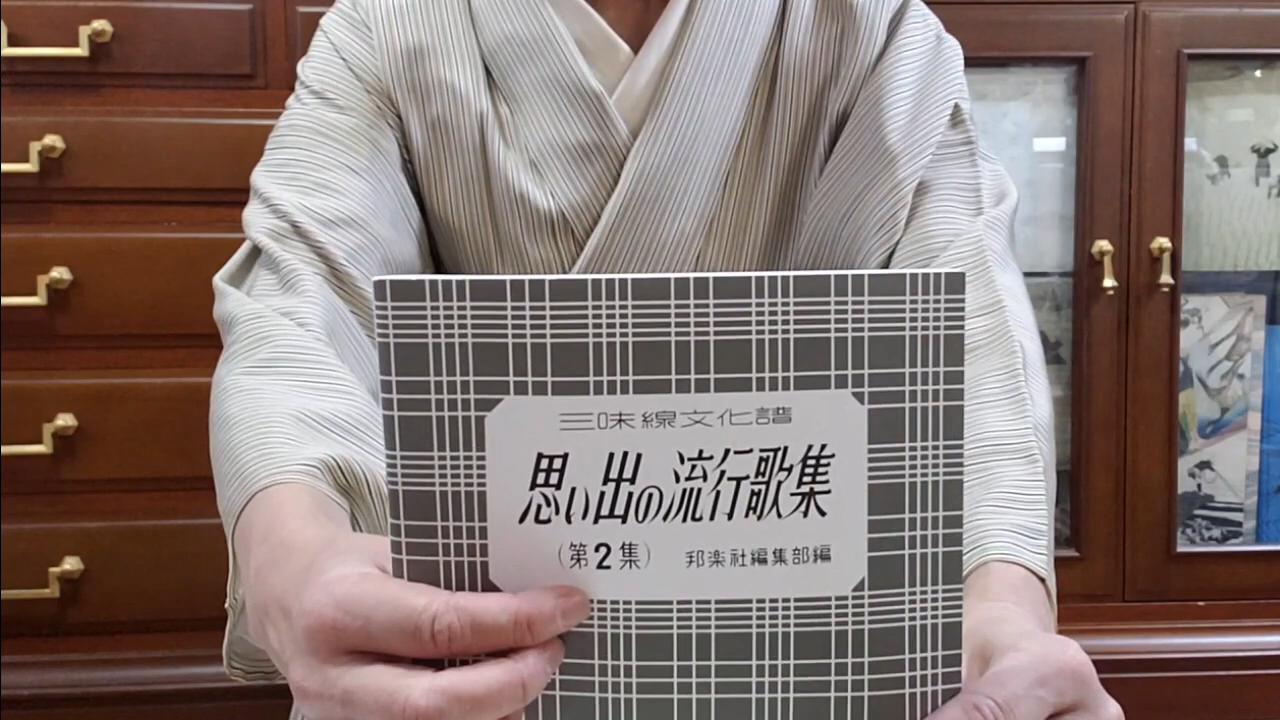 三味線文化譜
思い出の流行歌集
（第2集） 邦楽社編集部編